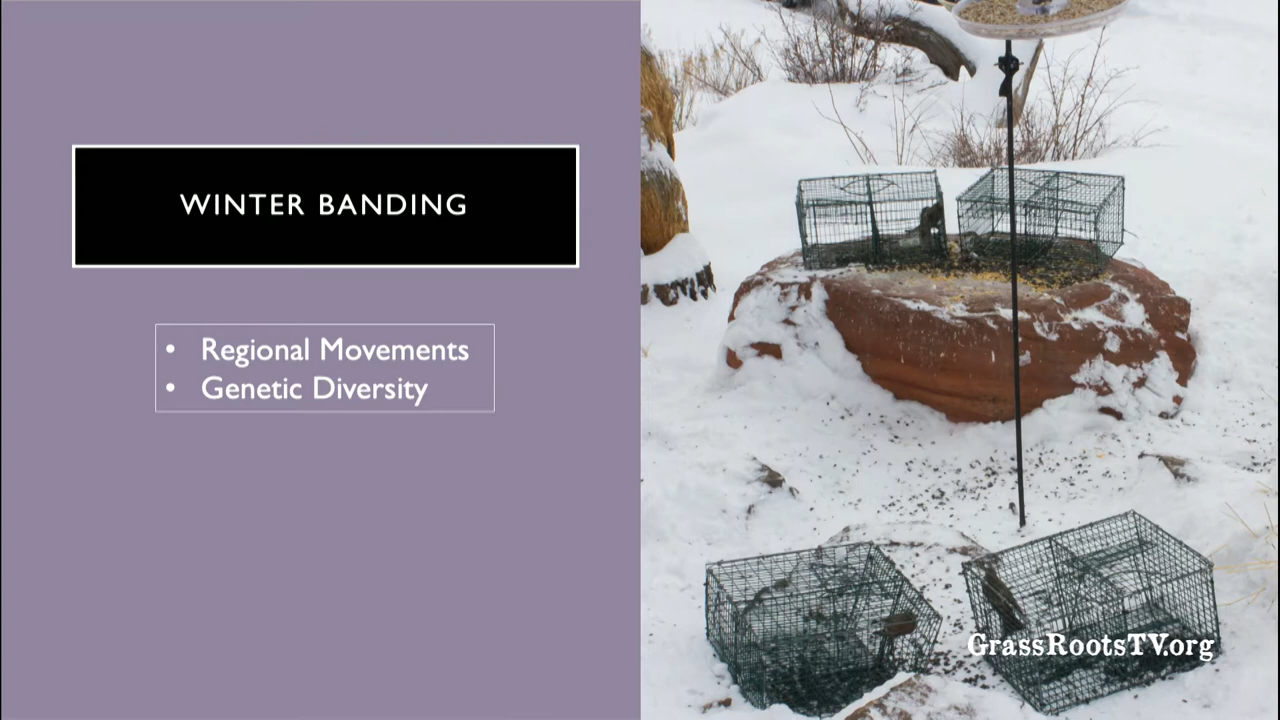 WINTER BANDING
• Regional Movements
• Genetic Diversity
GrassRootsTV.org